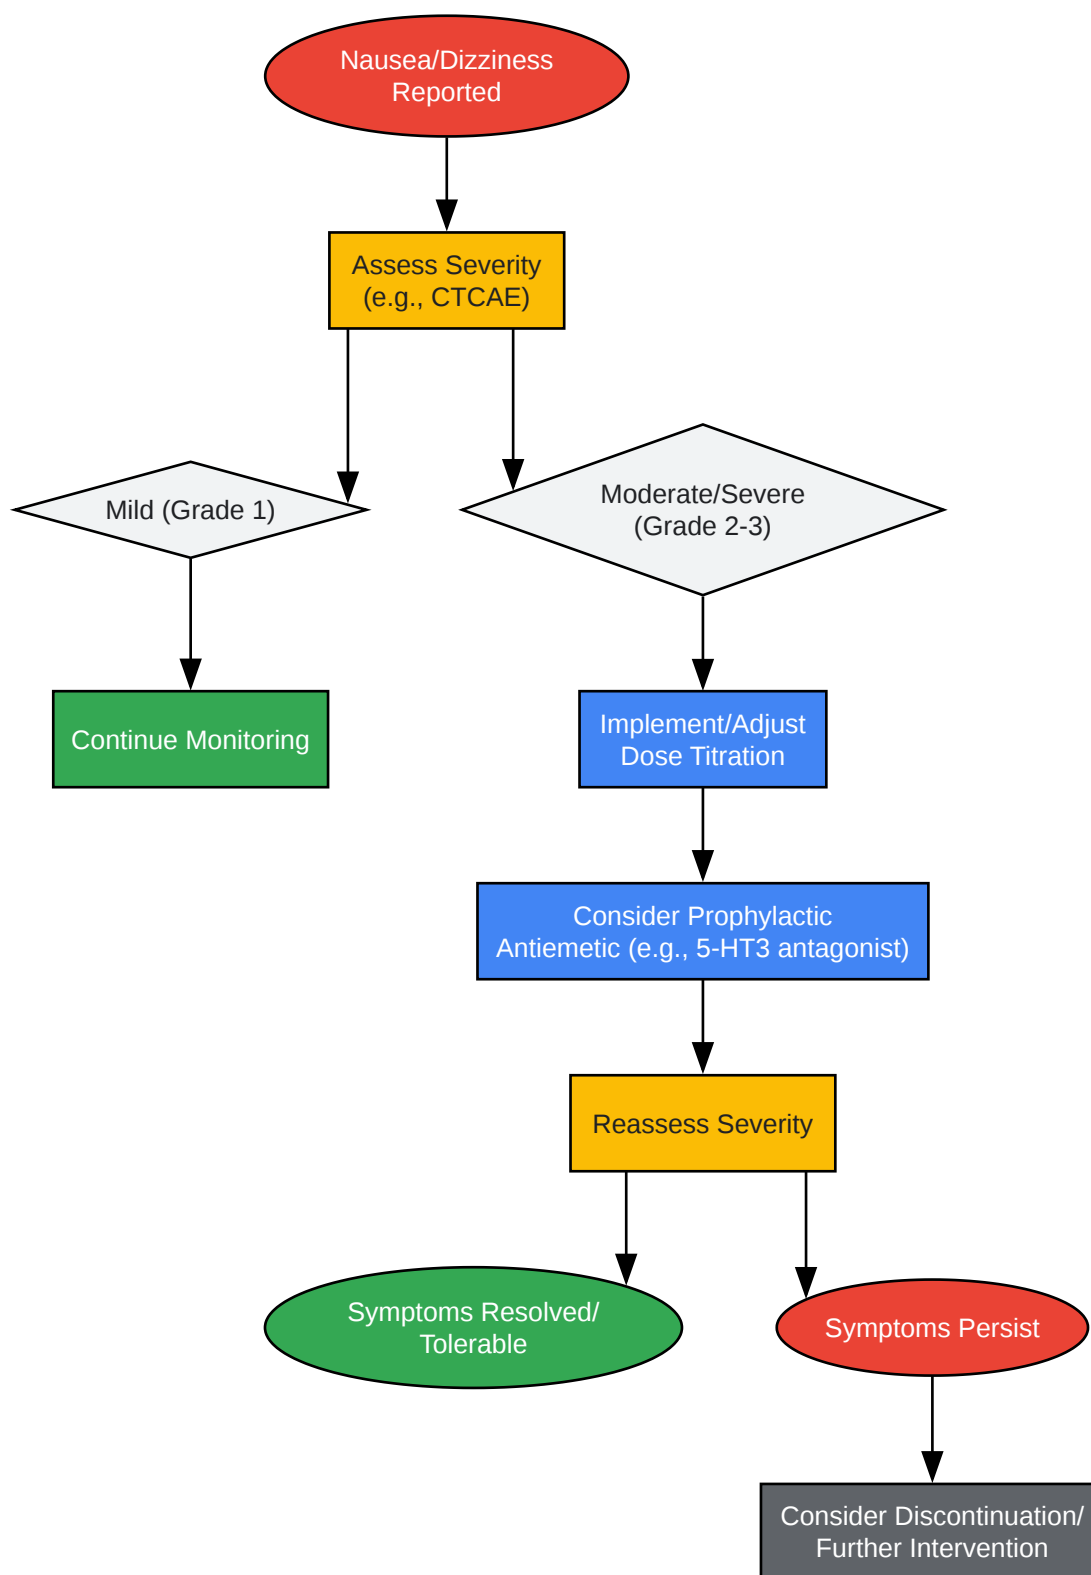 Nausea/Dizziness
Reported
Assess Severity
(e.g., CTCAE)
Mild (Grade 1)
Moderate/Severe
(Grade 2-3)
Continue Monitoring
Implement/Adjust
Dose Titration
Consider Prophylactic
Antiemetic (e.g., 5-HT3 antagonist)
Reassess Severity
Symptoms Resolved/
Tolerable
Symptoms Persist
Consider Discontinuation/
Further Intervention